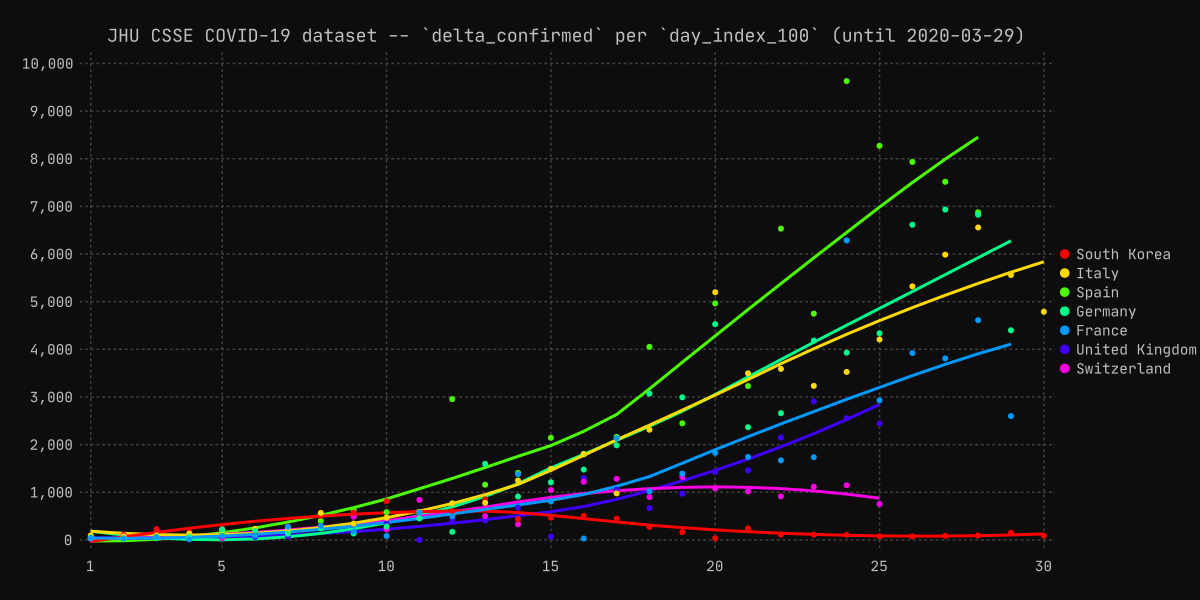 JHU CSSE COVID-19 dataset -- `delta_confirmed` per `day_index_100` (until 2020-03-29)
10,000
9,000
8,000
7,000
6,000
5,000
4,000
3,000
2,000
1,000
0
1 5 10 15 20 25 30
South Korea
Italy
Spain
Germany
France
United Kingdom
Switzerland